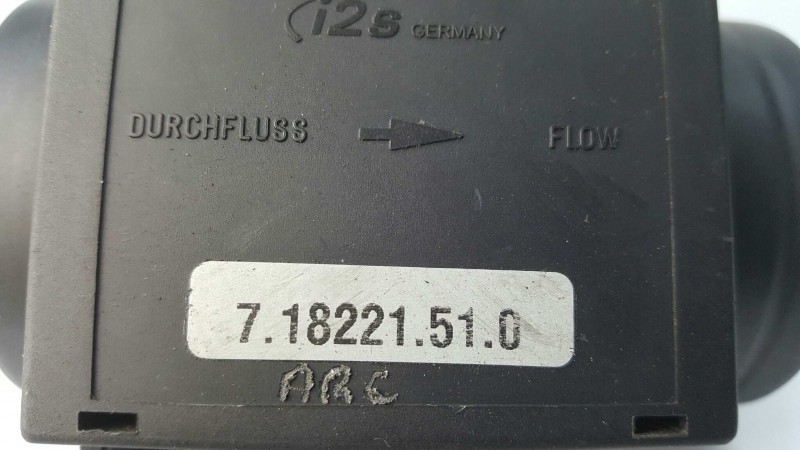 i2s GERMANY
DURCHFLUSS FLOW
7.18221.51.0
ARC